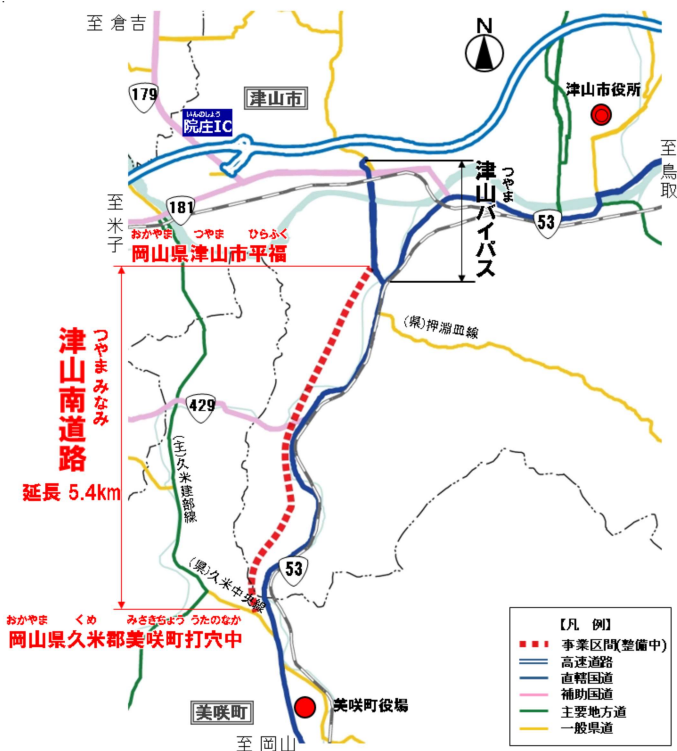 至 倉吉
N
179
津山市
いんのしょう
院庄IC
津山市役所
至 鳥取
至 米子
181
つやま
津山バイパス
53
おかやま つやま ひらふく
岡山県津山市平福
(県)押淵皿線
つやまみなみ
津山南道路
延長 5.4km
429
(主)久米建部線
(県)久米中央線
53
おかやま くめ みさきちょう うたのなか
岡山県久米郡美咲町打穴中
美咲町
美咲町役場
至 岡山
【凡 例】
事業区間(整備中)
高速道路
直轄国道
補助国道
主要地方道
一般県道